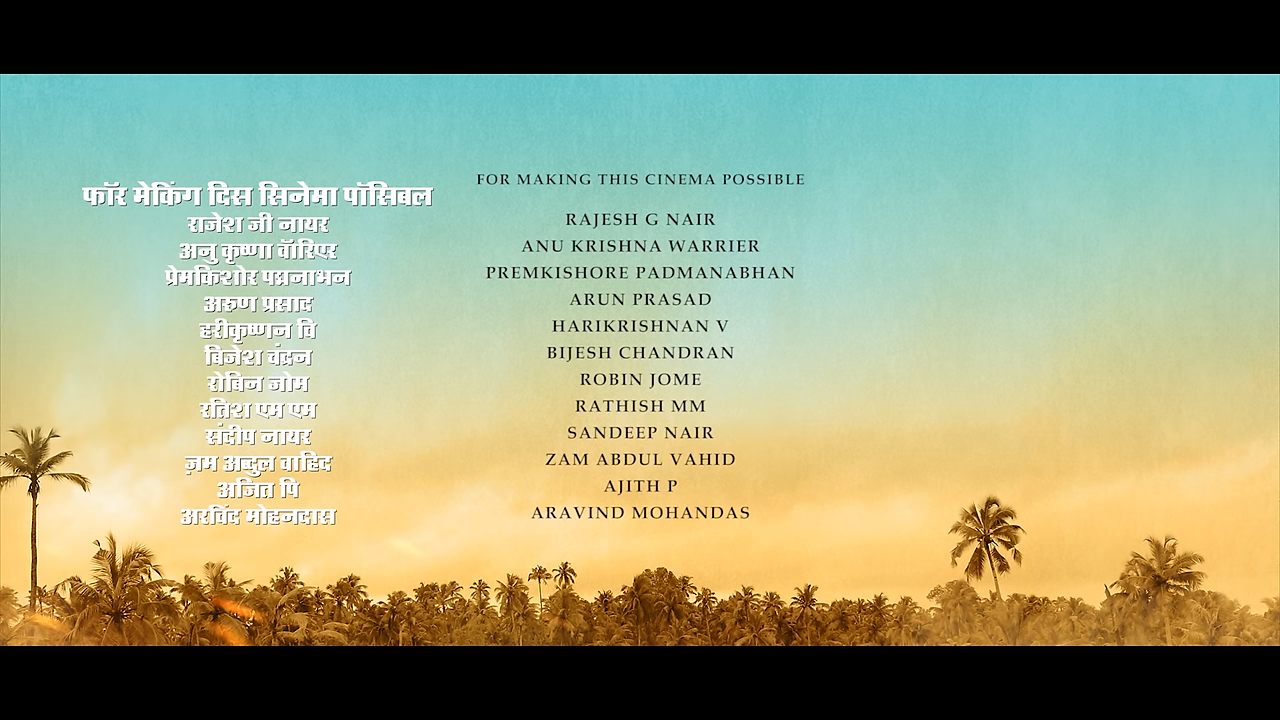 फॉर मेकिंग दिस सिनेमा पॉसिबल
राजेश जी नायर
अनु कृष्णा वॉरिएर
प्रेमकिशोर पद्मनाभन
अरुण प्रसाद
हरीकृष्णन वि
बिजेश चंद्रन
रोबिन जोम
रतिश एम एम
संदीप नायर
ज़म अब्दुल वाहिद
अजित पि
अरविंद मोहनदास
FOR MAKING THIS CINEMA POSSIBLE
RAJESH G NAIR
ANU KRISHNA WARRIER
PREMKISHORE PADMANABHAN
ARUN PRASAD
HARIKRISHNAN V
BIJESH CHANDRAN
ROBIN JOME
RATHISH MM
SANDEEP NAIR
ZAM ABDUL VAHID
AJITH P
ARAVIND MOHANDAS